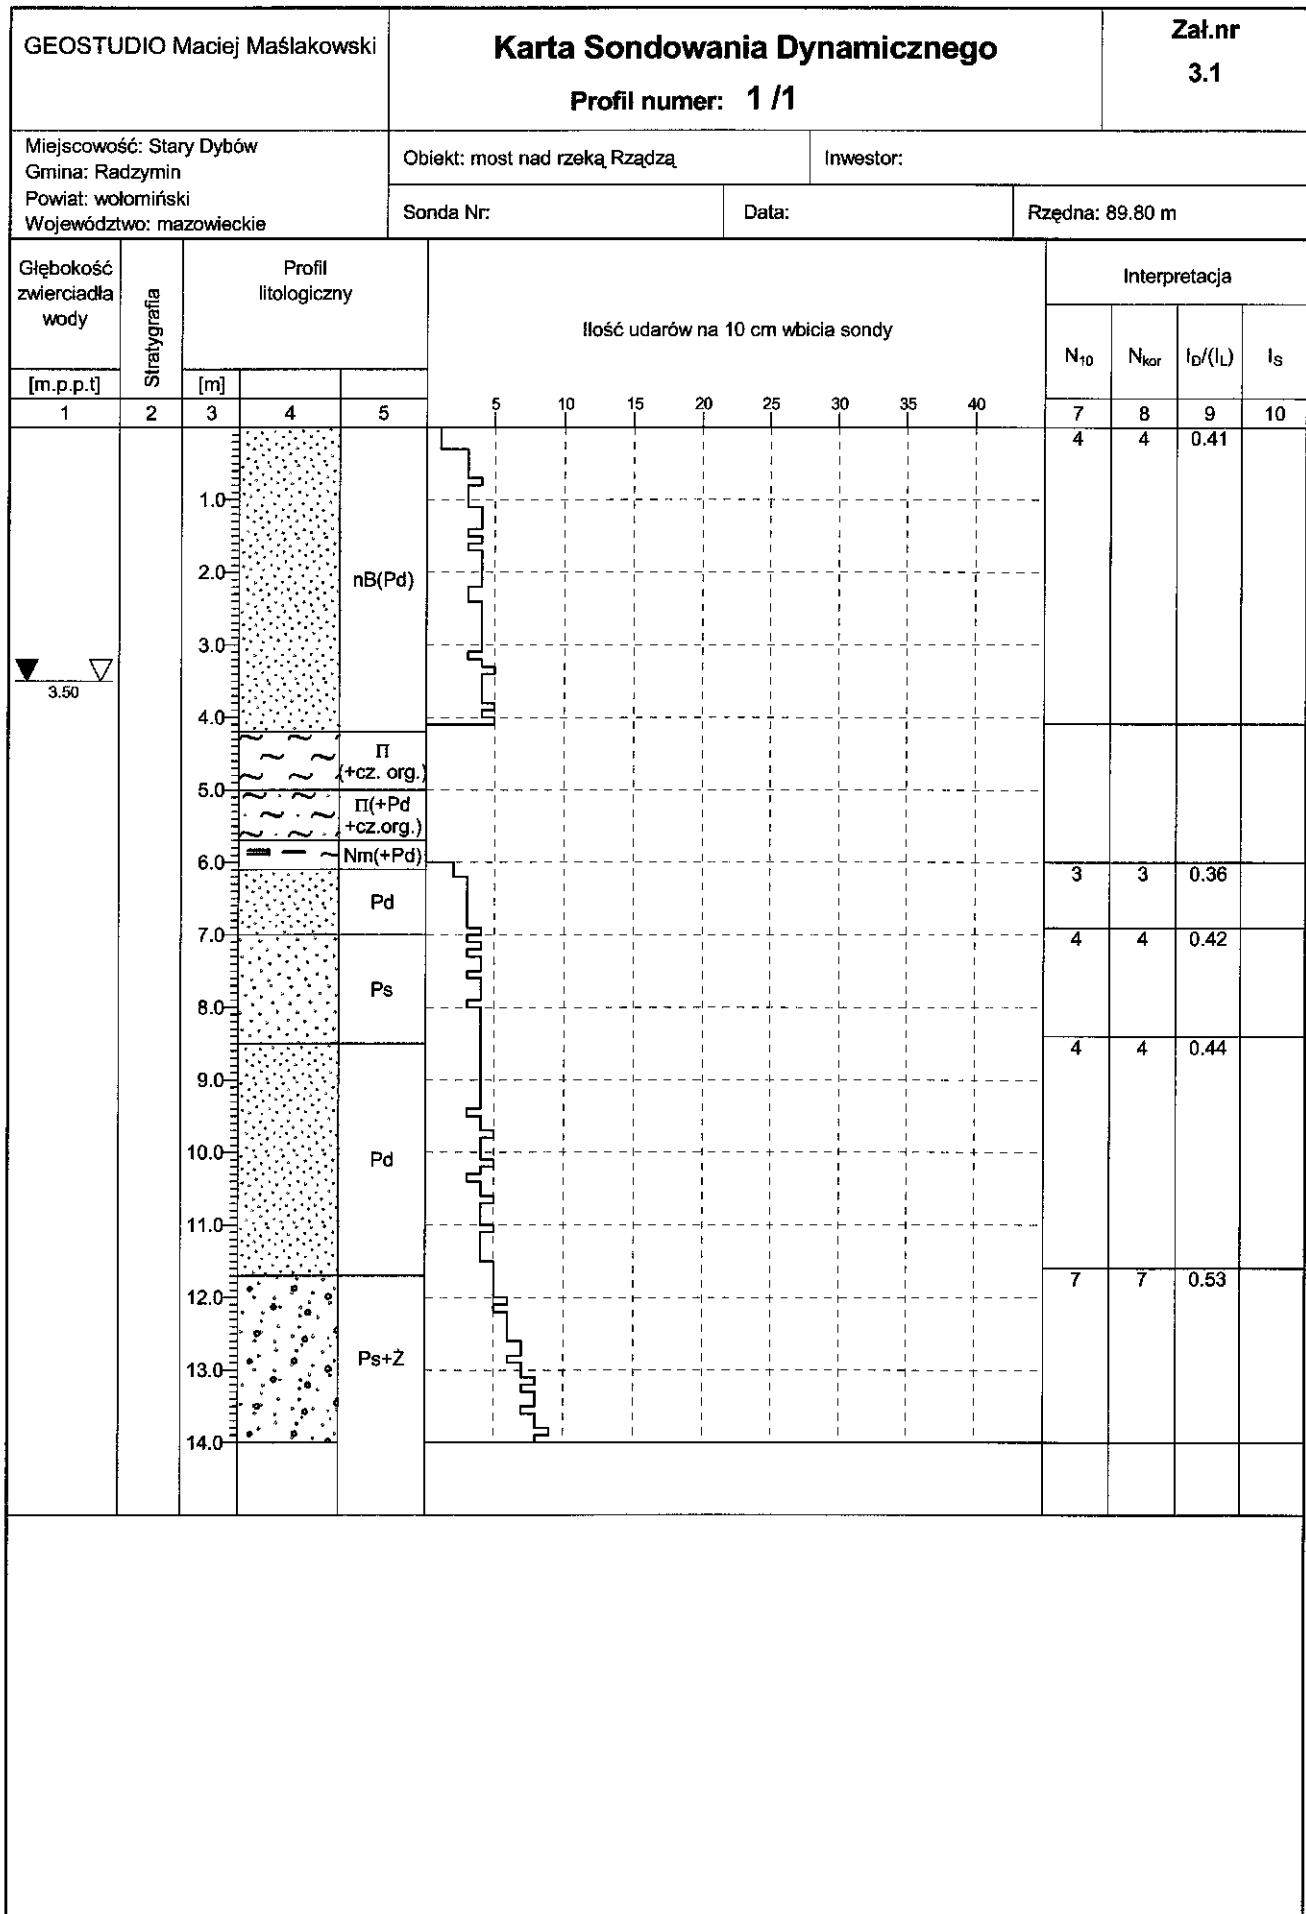 GEOSTUDIO Maciej Maślakowski
Karta Sondowania Dynamicznego
Profil numer: 1 /1
Zał.nr
3.1
Miejscowość: Stary Dybów
Gmina: Radzymin
Powiat: wołomiński
Województwo: mazowieckie
Obiekt: most nad rzeką Rządzą
Inwestor:
Sonda Nr:
Data:
Rzędna: 89.80 m
Głębokość
zwierciadła
wody
[m.p.p.t]
Stratygrafia
Profil
litologiczny
[m]
Ilość udarów na 10 cm wbicia sondy
Interpretacja
N10
Nkor
ID/(IL)
IS
5 10 15 20 25 30 35 40
1 2 3 4 5 7 8 9 10
4 4 0.41
1.0
2.0
nB(Pd)
3.0
3.50
4.0
Π
(+cz. org.)
5.0
Π(+Pd
+cz.org.)
Nm(+Pd)
6.0
3 3 0.36
Pd
7.0
4 4 0.42
Ps
8.0
4 4 0.44
9.0
10.0
Pd
11.0
7 7 0.53
12.0
Ps+Ż
13.0
14.0